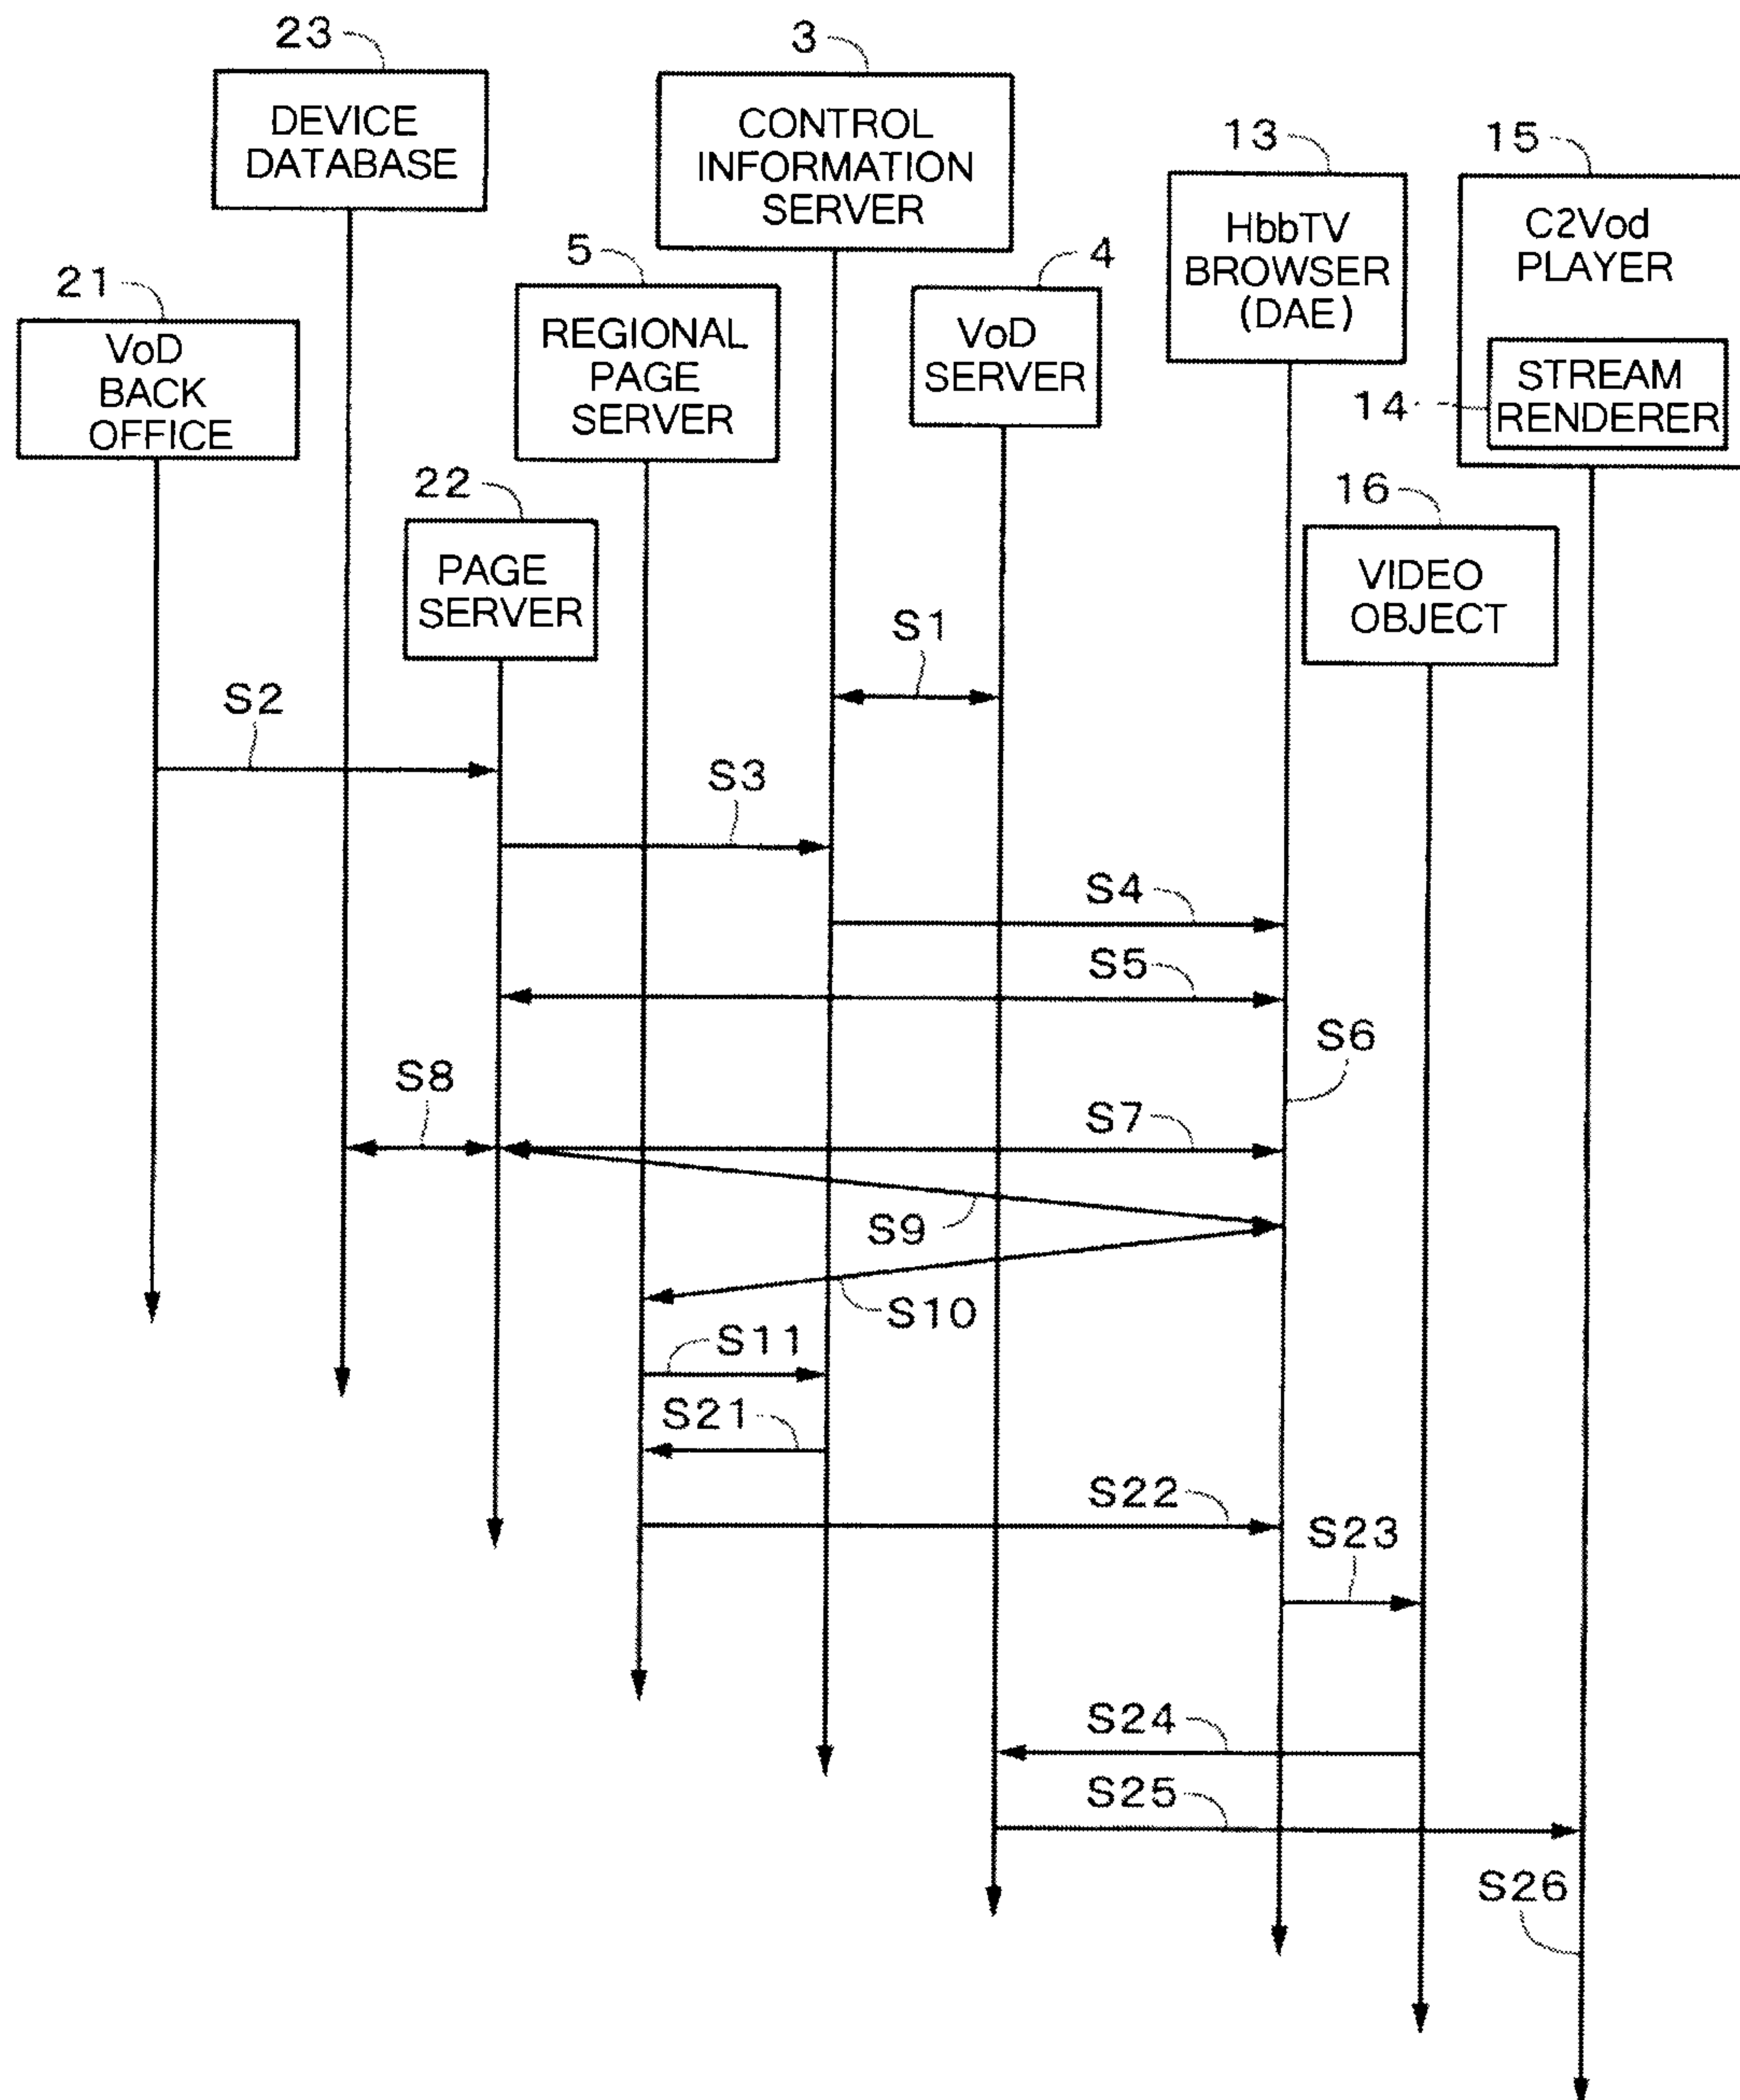 23
DEVICE
DATABASE
3
CONTROL
INFORMATION
SERVER
13
HbbTV
BROWSER
(DAE)
15
C2Vod
PLAYER
14
STREAM
RENDERER
21
VoD
BACK
OFFICE
5
REGIONAL
PAGE
SERVER
4
VoD
SERVER
22
PAGE
SERVER
16
VIDEO
OBJECT
S1
S2
S3
S4
S5
S6
S8
S7
S9
S10
S11
S21
S22
S23
S24
S25
S26